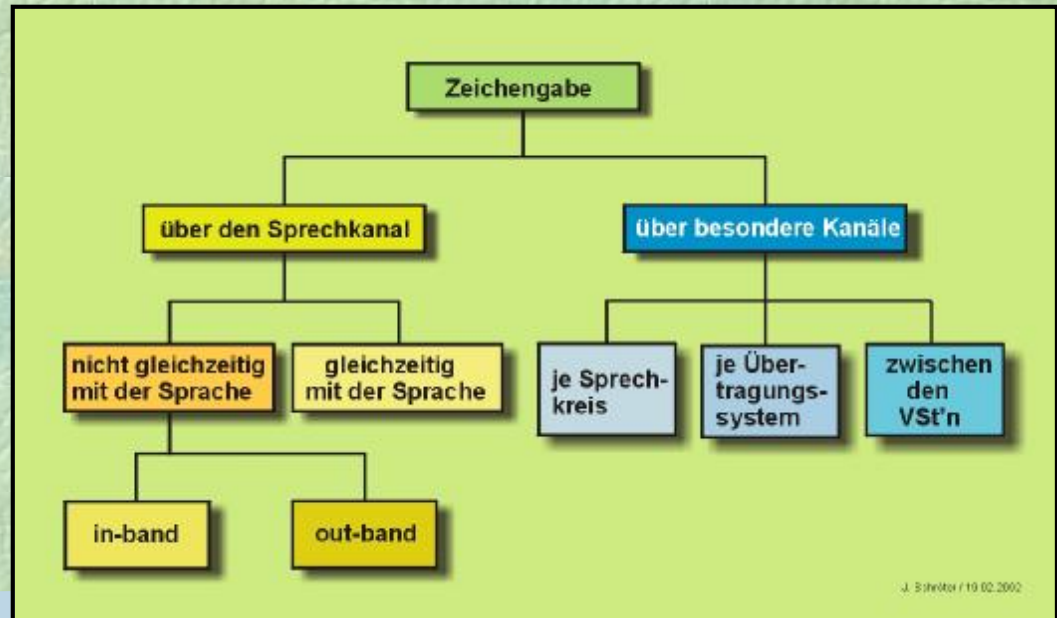 Zeichengabe
über den Sprechkanal
über besondere Kanäle
nicht gleichzeitig
mit der Sprache
gleichzeitig
mit der Sprache
je Sprech-
kreis
je Über-
tragungs-
system
zwischen
den
VSt'n
in-band
out-band
J. Schröter / 19.02.2002